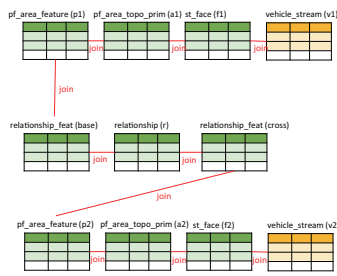 pf_area_feature (p1) pf_area_topo_prim (a1) st_face (f1) vehicle_stream (v1)
join join join
join
relationship_feat (base) relationship (r) relationship_feat (cross)
join join
join
pf_area_feature (p2) pf_area_topo_prim (a2) st_face (f2) vehicle_stream (v2
join join join